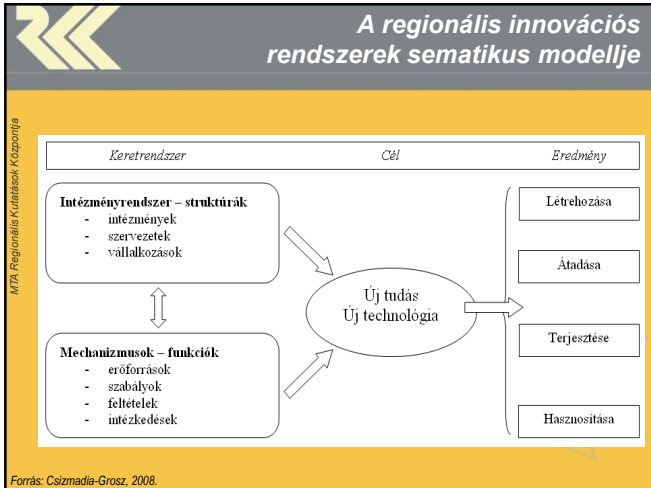 A regionális innovációs
rendszerek sematikus modellje
MTA Regionális Kutatások Központja
Keretrendszer
Cél
Eredmény
Intézményrendszer – struktúrák
- intézmények
- szervezetek
- vállalkozások
Mechanizmusok – funkciók
- erőforrások
- szabályok
- feltételek
- intézkedések
Új tudás
Új technológia
Létrehozása
Átadása
Terjesztése
Hasznosítása
Forrás: Csizmadia-Grosz, 2008.